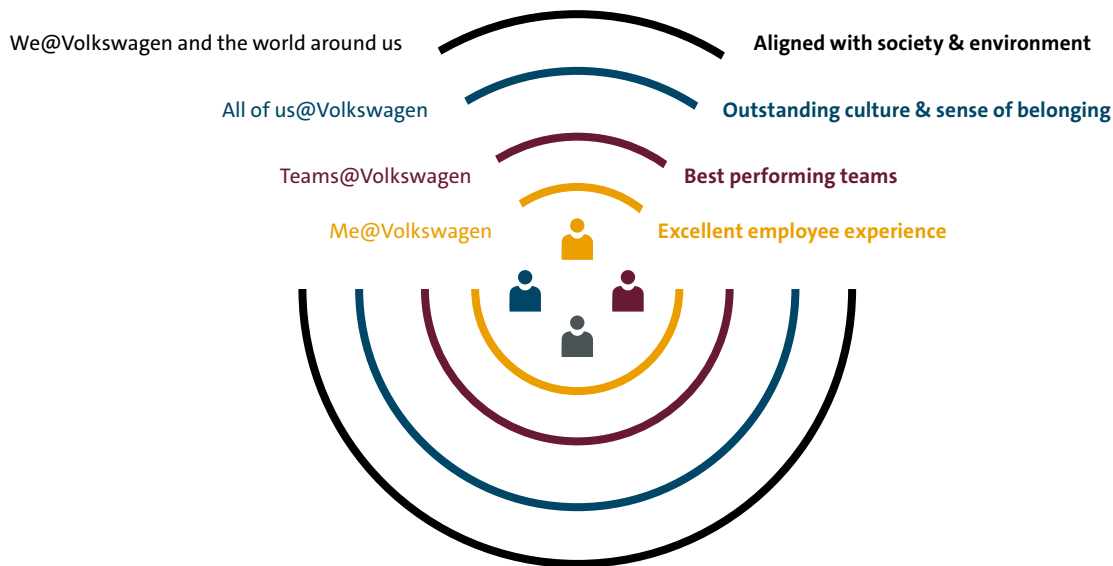 We@Volkswagen and the world around us
Aligned with society & environment
All of us@Volkswagen
Outstanding culture & sense of belonging
Teams@Volkswagen
Best performing teams
Me@Volkswagen
Excellent employee experience